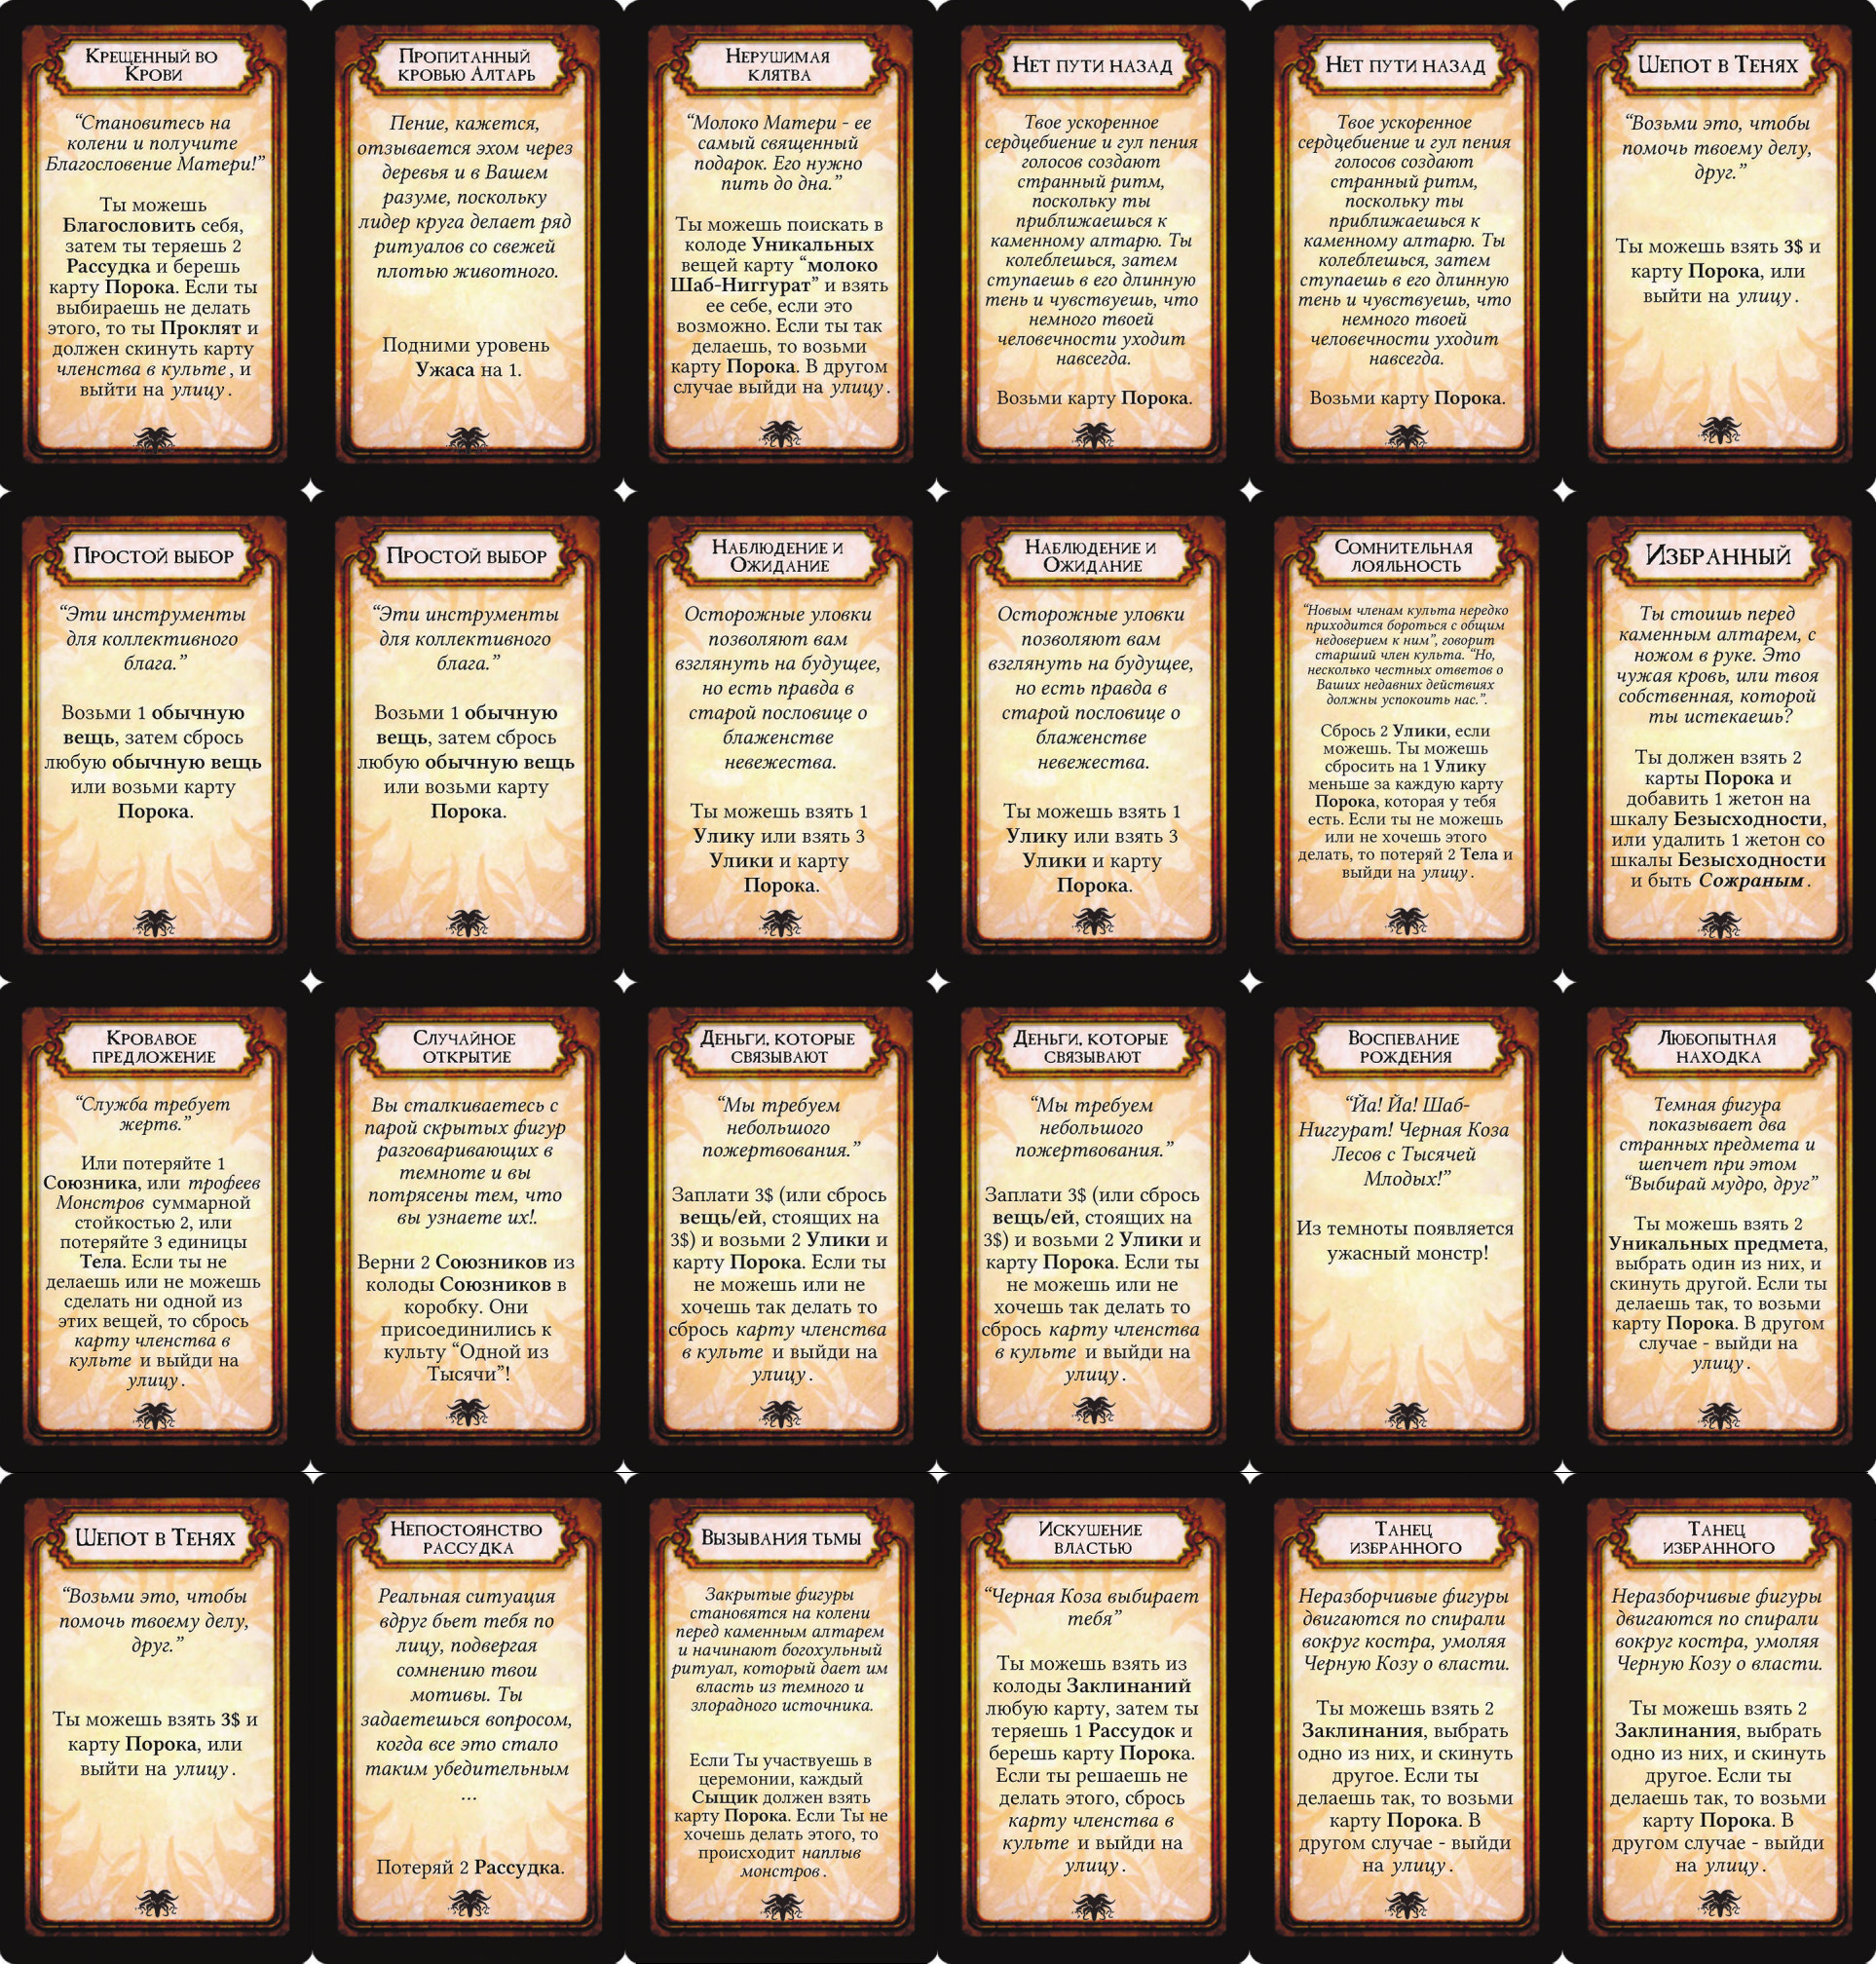 Крещенный во
Крови
“Становитесь на
колени и получите
Благословение Матери!”
Ты можешь
Благословить себя,
затем ты теряешь 2
Рассудка и берешь
карту Порока. Если ты
выбираешь не делать
этого, то ты Проклят и
должен скинуть карту
членства в культе, и
выйти на улицу.
Пропитанный
кровью Алтарь
Пение, кажется,
отзывается эхом через
деревья и в Вашем
разуме, поскольку
лидер круга делает ряд
ритуалов со свежей
плотью животного.
Подними уровень
Ужаса на 1.
Нерушимая
клятва
“Молоко Матери - ее
самый священный
подарок. Его нужно
пить до дна.”
Ты можешь поискать в
колоде Уникальных
вещей карту “молоко
Шаб-Ниггурат” и взять
ее себе, если это
возможно. Если ты так
делаешь, то возьми
карту Порока. В другом
случае выйди на улицу.
Нет пути назад
Твое ускоренное
сердцебиение и гул пения
голосов создают
странный ритм,
поскольку ты
приближаешься к
каменному алтарю. Ты
колеблешься, затем
ступаешь в его длинную
тень и чувствуешь, что
немного твоей
человечности уходит
навсегда.
Возьми карту Порока.
Нет пути назад
Твое ускоренное
сердцебиение и гул пения
голосов создают
странный ритм,
поскольку ты
приближаешься к
каменному алтарю. Ты
колеблешься, затем
ступаешь в его длинную
тень и чувствуешь, что
немного твоей
человечности уходит
навсегда.
Возьми карту Порока.
Шепот в Тенях
“Возьми это, чтобы
помочь твоему делу,
друг.”
Ты можешь взять 3$ и
карту Порока, или
выйти на улицу.
Простой выбор
“Эти инструменты
для коллективного
блага.”
Возьми 1 обычную
вещь, затем сбрось
любую обычную вещь
или возьми карту
Порока.
Простой выбор
“Эти инструменты
для коллективного
блага.”
Возьми 1 обычную
вещь, затем сбрось
любую обычную вещь
или возьми карту
Порока.
Наблюдение и
Ожидание
Осторожные уловки
позволяют вам
взглянуть на будущее,
но есть правда в
старой пословице о
блаженстве
невежества.
Ты можешь взять 1
Улику или взять 3
Улики и карту
Порока.
Наблюдение и
Ожидание
Осторожные уловки
позволяют вам
взглянуть на будущее,
но есть правда в
старой пословице о
блаженстве
невежества.
Ты можешь взять 1
Улику или взять 3
Улики и карту
Порока.
Сомнительная
лояльность
“Новым членам культа нередко
приходится бороться с общим
недоверием к ним”, говорит
старший член культа. “Но,
несколько честных ответов о
Ваших недавних действиях
должны успокоить нас.”.
Сбрось 2 Улики, если
можешь. Ты можешь
сбросить на 1 Улику
меньше за каждую карту
Порока, которая у тебя
есть. Если ты не можешь
или не хочешь этого
делать, то потеряй 2 Тела и
выйди на улицу.
Избранный
Ты стоишь перед
каменным алтарем, с
ножом в руке. Это
чужая кровь, или твоя
собственная, которой
ты истекаешь?
Ты должен взять 2
карты Порока и
добавить 1 жетон на
шкалу Безысходности,
или удалить 1 жетон со
шкалы Безысходности
и быть Сожраным.
Кровавое
предложение
“Служба требует
жертв.”
Или потеряйте 1
Союзника, или трофеев
Монстров суммарной
стойкостью 2, или
потеряйте 3 единицы
Тела. Если ты не
делаешь или не можешь
сделать ни одной из
этих вещей, то сбрось
карту членства в
культе и выйди на
улицу.
Случайное
открытие
Вы сталкиваетесь с
парой скрытых фигур
разговаривающих в
темноте и вы
потрясены тем, что
вы узнаете их!.
Верни 2 Союзников из
колоды Союзников в
коробку. Они
присоединились к
культу “Одной из
Тысячи”!
Деньги, которые
связывают
“Мы требуем
небольшого
пожертвования.”
Заплати 3$ (или сбрось
вещь/ей, стоящих на
3$) и возьми 2 Улики и
карту Порока. Если ты
не можешь или не
хочешь так делать то
сбрось карту членства
в культе и выйди на
улицу.
Деньги, которые
связывают
“Мы требуем
небольшого
пожертвования.”
Заплати 3$ (или сбрось
вещь/ей, стоящих на
3$) и возьми 2 Улики и
карту Порока. Если ты
не можешь или не
хочешь так делать то
сбрось карту членства
в культе и выйди на
улицу.
Воспевание
рождения
“Йа! Йа! Шаб-
Ниггурат! Черная Коза
Лесов с Тысячей
Млодых!”
Из темноты появляется
ужасный монстр!
Любопытная
находка
Темная фигура
показывает два
странных предмета и
шепчет при этом
“Выбирай мудро, друг”
Ты можешь взять 2
Уникальных предмета,
выбрать один из них, и
скинуть другой. Если ты
делаешь так, то возьми
карту Порока. В другом
случае - выйди на
улицу.
Шепот в Тенях
“Возьми это, чтобы
помочь твоему делу,
друг.”
Ты можешь взять 3$ и
карту Порока, или
выйти на улицу.
Непостоянство
рассудка
Реальная ситуация
вдруг бьет тебя по
лицу, подвергая
сомнению твои
мотивы. Ты
задаетешься вопросом,
когда все это стало
таким убедительным
...
Потеряй 2 Рассудка.
Вызывания тьмы
Закрытые фигуры
становятся на колени
перед каменным алтарем
и начинают богохульный
ритуал, который дает им
власть из темного и
злорадного источника.
Если Ты участвуешь в
церемонии, каждый
Сыщик должен взять
карту Порока. Если Ты не
хочешь делать этого, то
происходит наплыв
монстров.
Искушение
властью
“Черная Коза выбирает
тебя”
Ты можешь взять из
колоды Заклинаний
любую карту, затем ты
теряешь 1 Рассудок и
берешь карту Порока.
Если ты решаешь не
делать этого, сбрось
карту членства в
культе и выйди на
улицу.
Танец
избранного
Неразборчивые фигуры
двигаются по спирали
вокруг костра, умоляя
Черную Козу о власти.
Ты можешь взять 2
Заклинания, выбрать
одно из них, и скинуть
другое. Если ты
делаешь так, то возьми
карту Порока. В
другом случае - выйди
на улицу.
Танец
избранного
Неразборчивые фигуры
двигаются по спирали
вокруг костра, умоляя
Черную Козу о власти.
Ты можешь взять 2
Заклинания, выбрать
одно из них, и скинуть
другое. Если ты
делаешь так, то возьми
карту Порока. В
другом случае - выйди
на улицу.